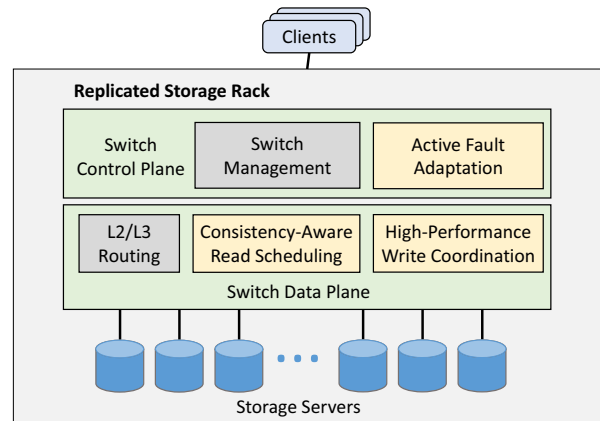 Clients
Replicated Storage Rack
Switch
Control Plane
Switch
Management
Active Fault
Adaptation
L2/L3
Routing
Consistency-Aware
Read Scheduling
High-Performance
Write Coordination
Switch Data Plane
Storage Servers